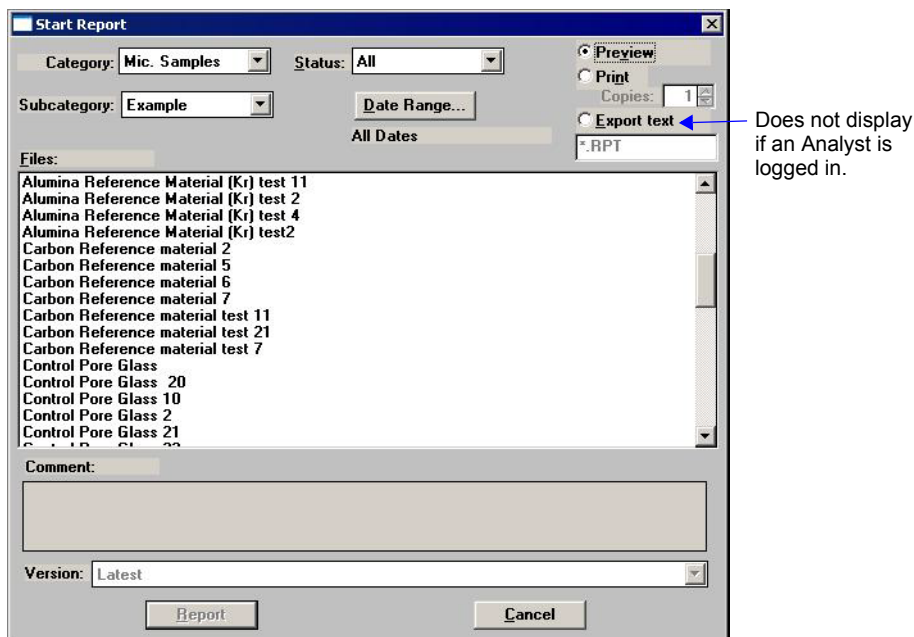 Start Report
Category: Mic. Samples
Status: All
Preview
Print
Copies: 1
Subcategory: Example
Date Range...
Export text
All Dates
*.RPT
Does not display
if an Analyst is
logged in.
Files:
Alumina Reference Material (Kr) test 11
Alumina Reference Material (Kr) test 2
Alumina Reference Material (Kr) test 4
Alumina Reference Material (Kr) test2
Carbon Reference material 2
Carbon Reference material 5
Carbon Reference material 6
Carbon Reference material 7
Carbon Reference material test 11
Carbon Reference material test 21
Carbon Reference material test 7
Control Pore Glass
Control Pore Glass  20
Control Pore Glass 10
Control Pore Glass 2
Control Pore Glass 21
Comment:
Version: Latest
Report
Cancel